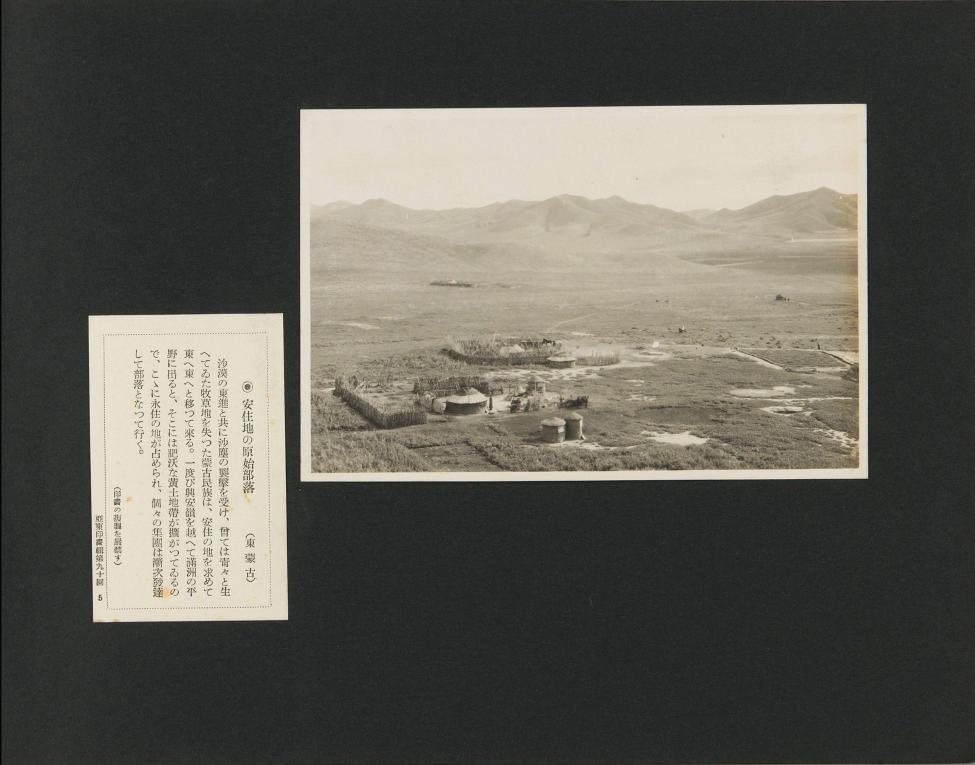 ◉ 安住地の原始部落 （東蒙古）
沙漠の東進と共に沙塵の襲擊を受け、曾ては靑々と生
へてゐた牧草地を失つた蒙古民族は、安住の地を求めて
東へ東へと移つて來る。一度び興安嶺を越へて滿洲の平
野に出ると、そこには肥沃な黃土地帶が擴がつてゐるの
で、こゝに永住の地が占められ、個々の集團は漸次發達
して部落となつて行く。
（印畫の複製を嚴禁す）
亞東印畫輯第九十回 5